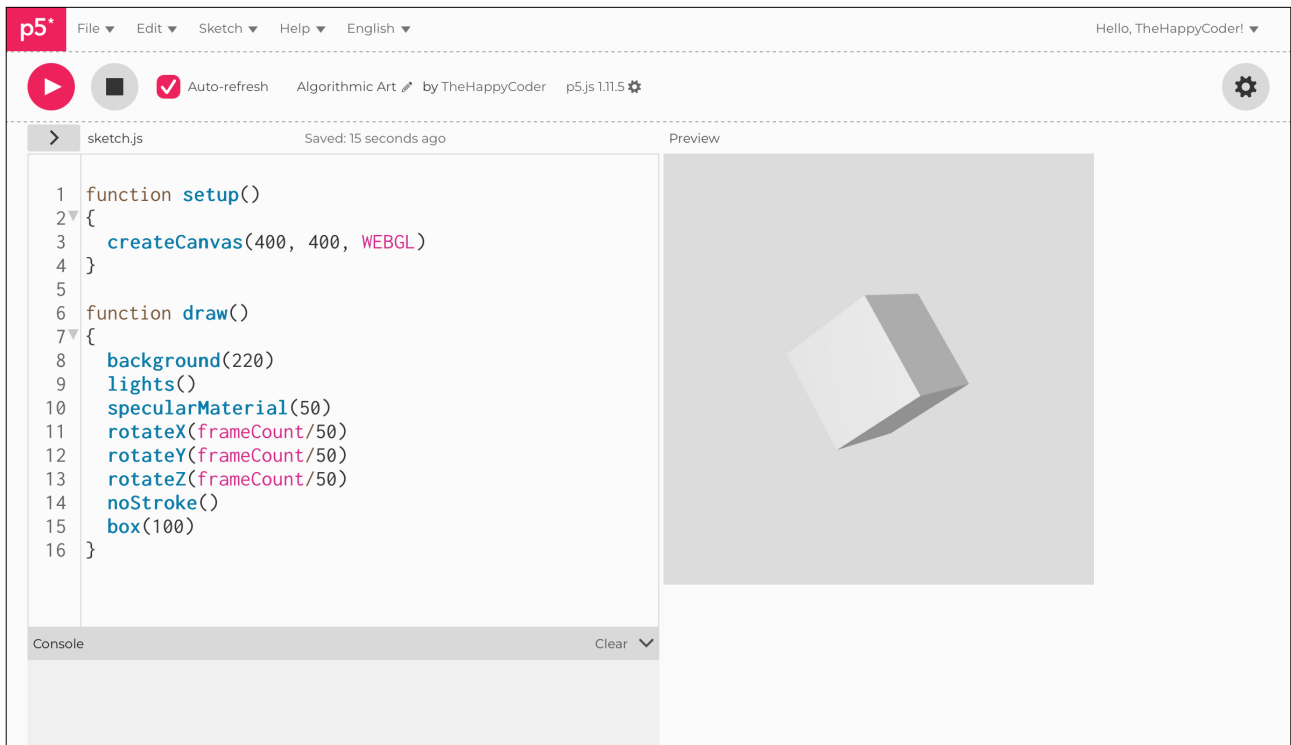 p5* File Edit Sketch Help English Hello, TheHappyCoder!
Auto-refresh Algorithmic Art by TheHappyCoder p5.js 1.11.5
sketch.js Saved: 15 seconds ago Preview
1 function setup()
2 {
3 createCanvas(400, 400, WEBGL)
4 }
5
6 function draw()
7 {
8 background(220)
9 lights()
10 specularMaterial(50)
11 rotateX(frameCount/50)
12 rotateY(frameCount/50)
13 rotateZ(frameCount/50)
14 noStroke()
15 box(100)
16 }
Console Clear